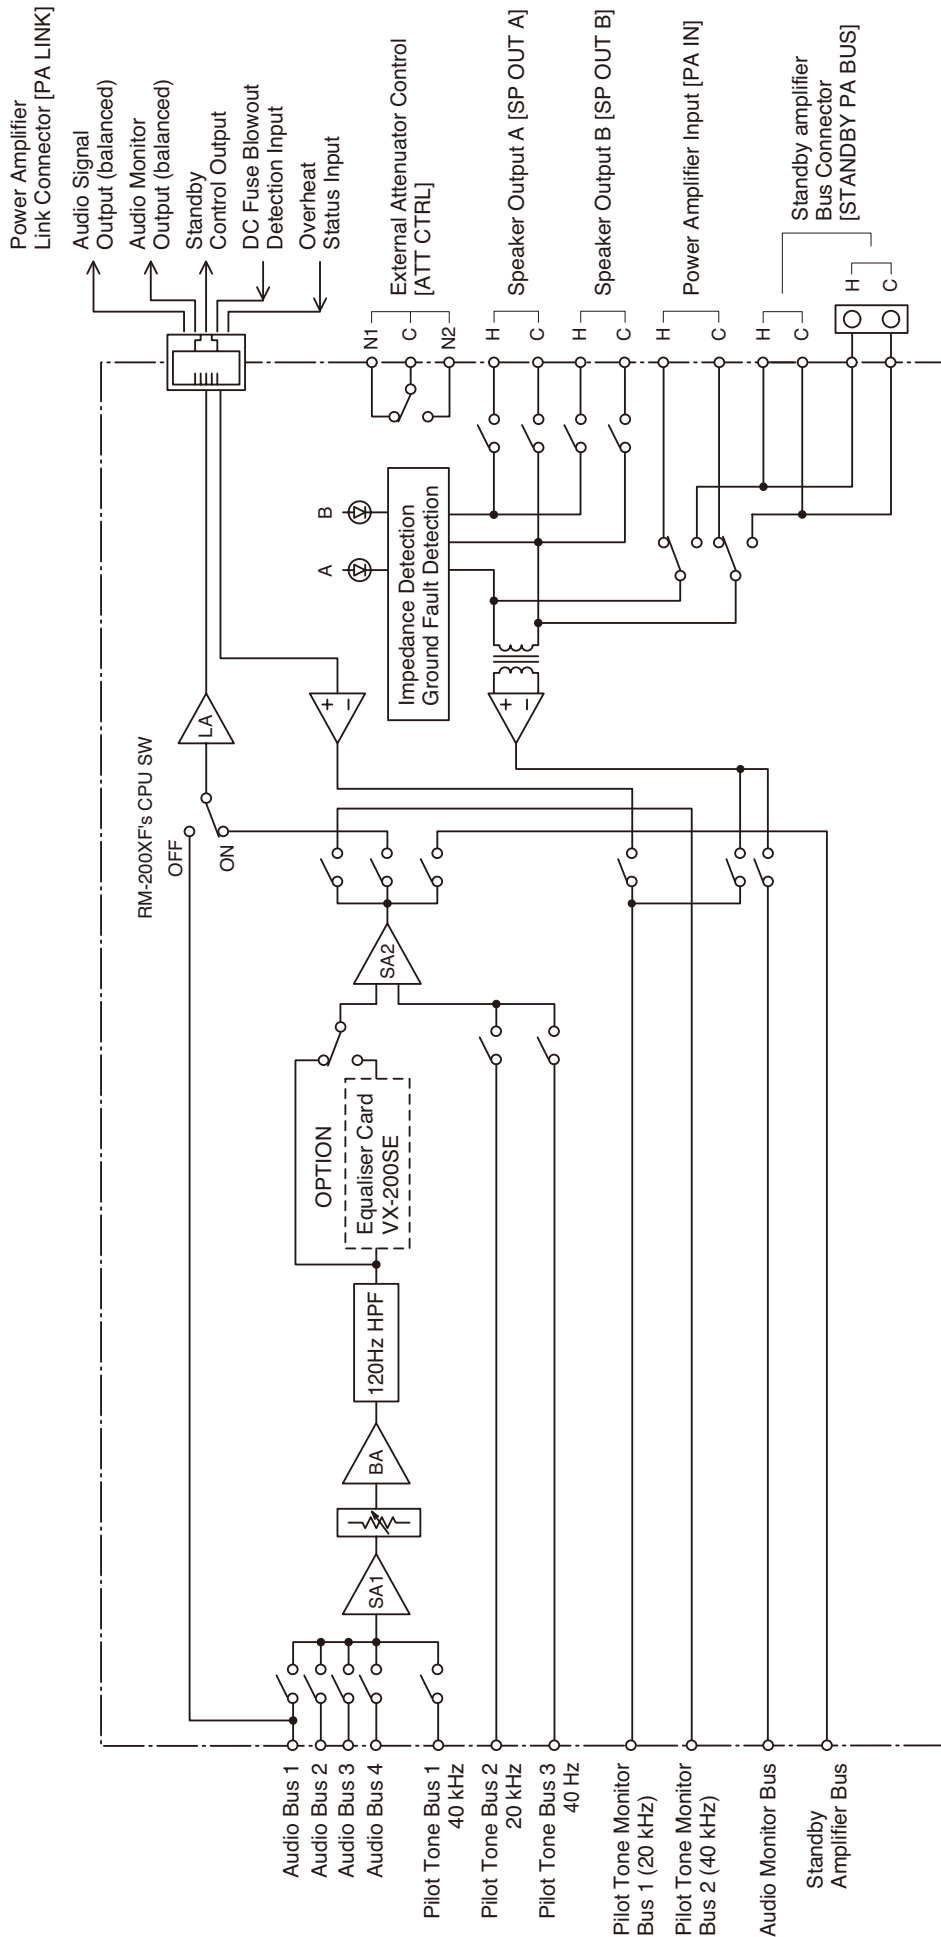 Power Amplifier
Link Connector [PA LINK]
Audio Signal
Output (balanced)
Audio Monitor
Output (balanced)
Standby
Control Output
DC Fuse Blowout
Detection Input
Overheat
Status Input
N1
C
N2
External Attenuator Control
[ATT CTRL]
H
C
Speaker Output A [SP OUT A]
H
C
Speaker Output B [SP OUT B]
H
C
Power Amplifier Input [PA IN]
H
C
H
C
Standby amplifier
Bus Connector
[STANDBY PA BUS]
RM-200XF's CPU SW
OFF
ON
LA
+
−
A
B
Impedance Detection
Ground Fault Detection
+
−
SA2
OPTION
Equaliser Card
VX-200SE
120Hz HPF
BA
SA1
Audio Bus 1
Audio Bus 2
Audio Bus 3
Audio Bus 4
Pilot Tone Bus 1
40 kHz
Pilot Tone Bus 2
20 kHz
Pilot Tone Bus 3
40 Hz
Pilot Tone Monitor
Bus 1 (20 kHz)
Pilot Tone Monitor
Bus 2 (40 kHz)
Audio Monitor Bus
Standby
Amplifier Bus